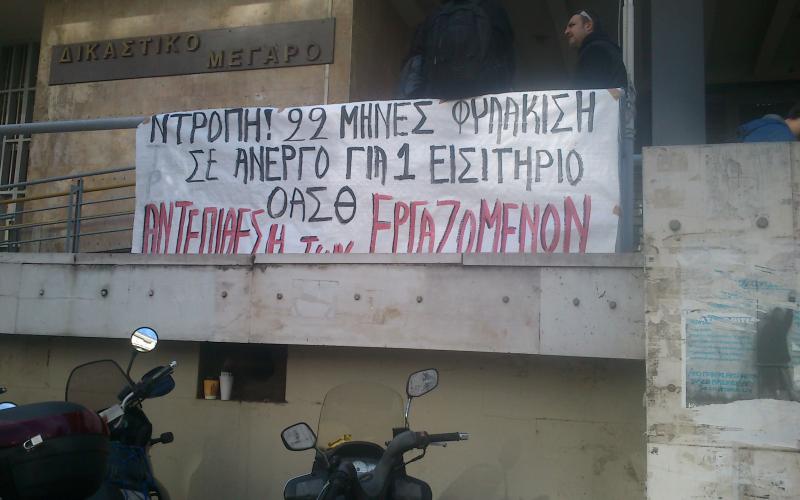 ΔΙΚΑΣΤΙΚΟ ΜΕΓΑΡΟ
ΝΤΡΟΠΗ! 22 ΜΗΝΕΣ ΦΥΛΑΚΙΣΗ
ΣΕ ΑΝΕΡΓΟ ΓΙΑ 1 ΕΙΣΙΤΗΡΙΟ
ΟΑΣΘ
ΑΝΤΕΠΙΘΕΣΗ των ΕΡΓΑΖΟΜΕΝΩΝ